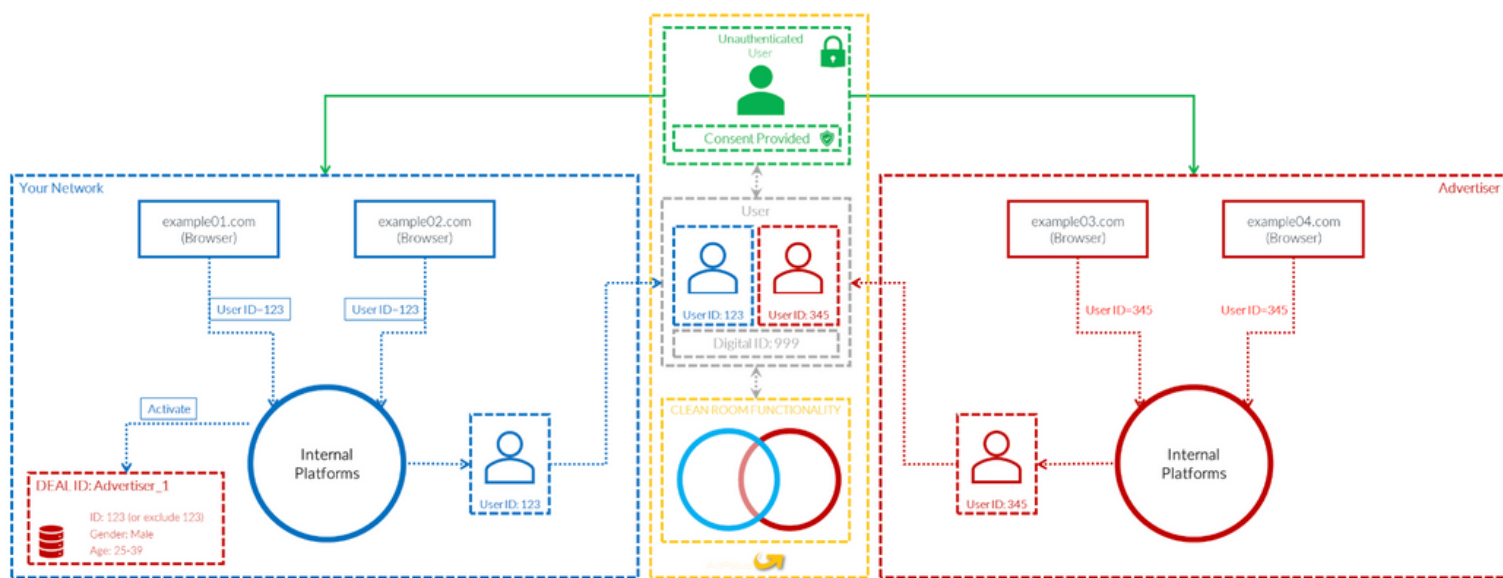 Unauthenticated
User
Consent Provided
Your Network
Advertiser
example01.com
(Browser)
example02.com
(Browser)
User
example03.com
(Browser)
example04.com
(Browser)
User ID=123
User ID=123
User ID: 123
User ID: 345
User ID=345
User ID=345
Digital ID: 999
Activate
CLEAN ROOM FUNCTIONALITY
Internal
Platforms
Internal
Platforms
DEAL ID: Advertiser_1
ID: 123 (or exclude 123)
Gender: Male
Age: 25-39
User ID: 123
User ID: 345